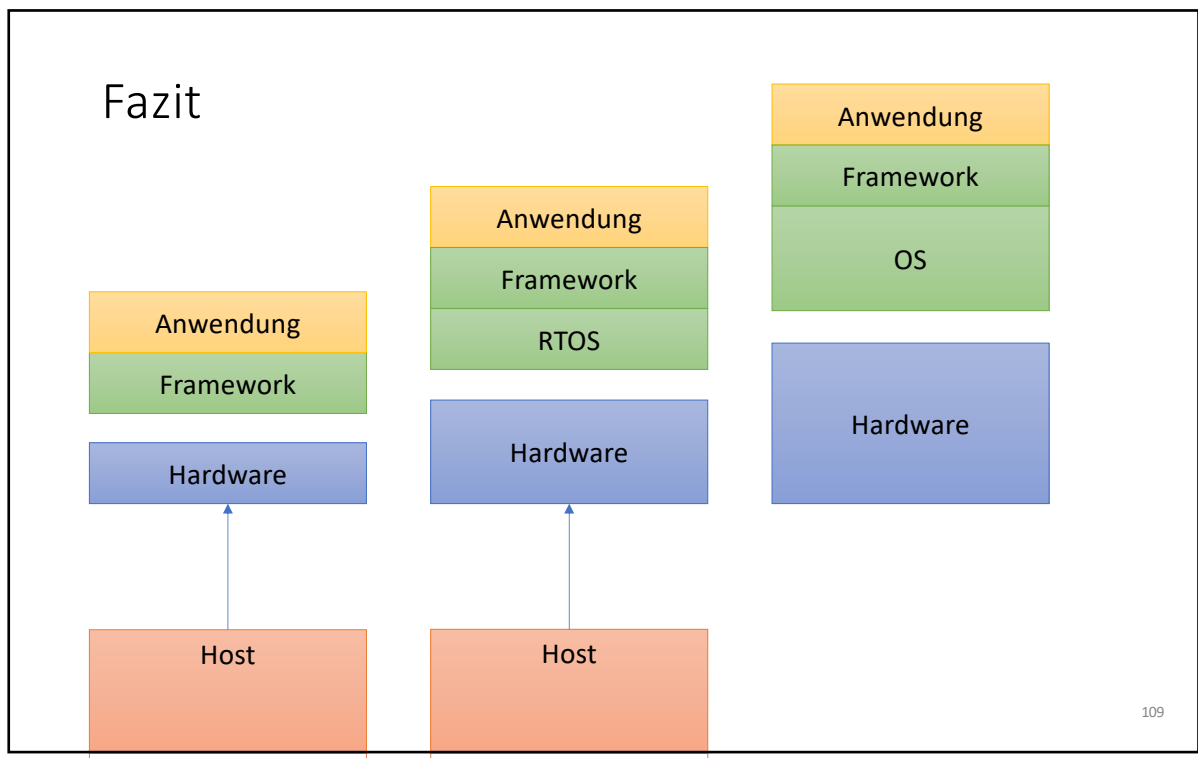 Fazit
Anwendung
Framework
Hardware
Host
Anwendung
Framework
RTOS
Hardware
Host
Anwendung
Framework
OS
Hardware
109